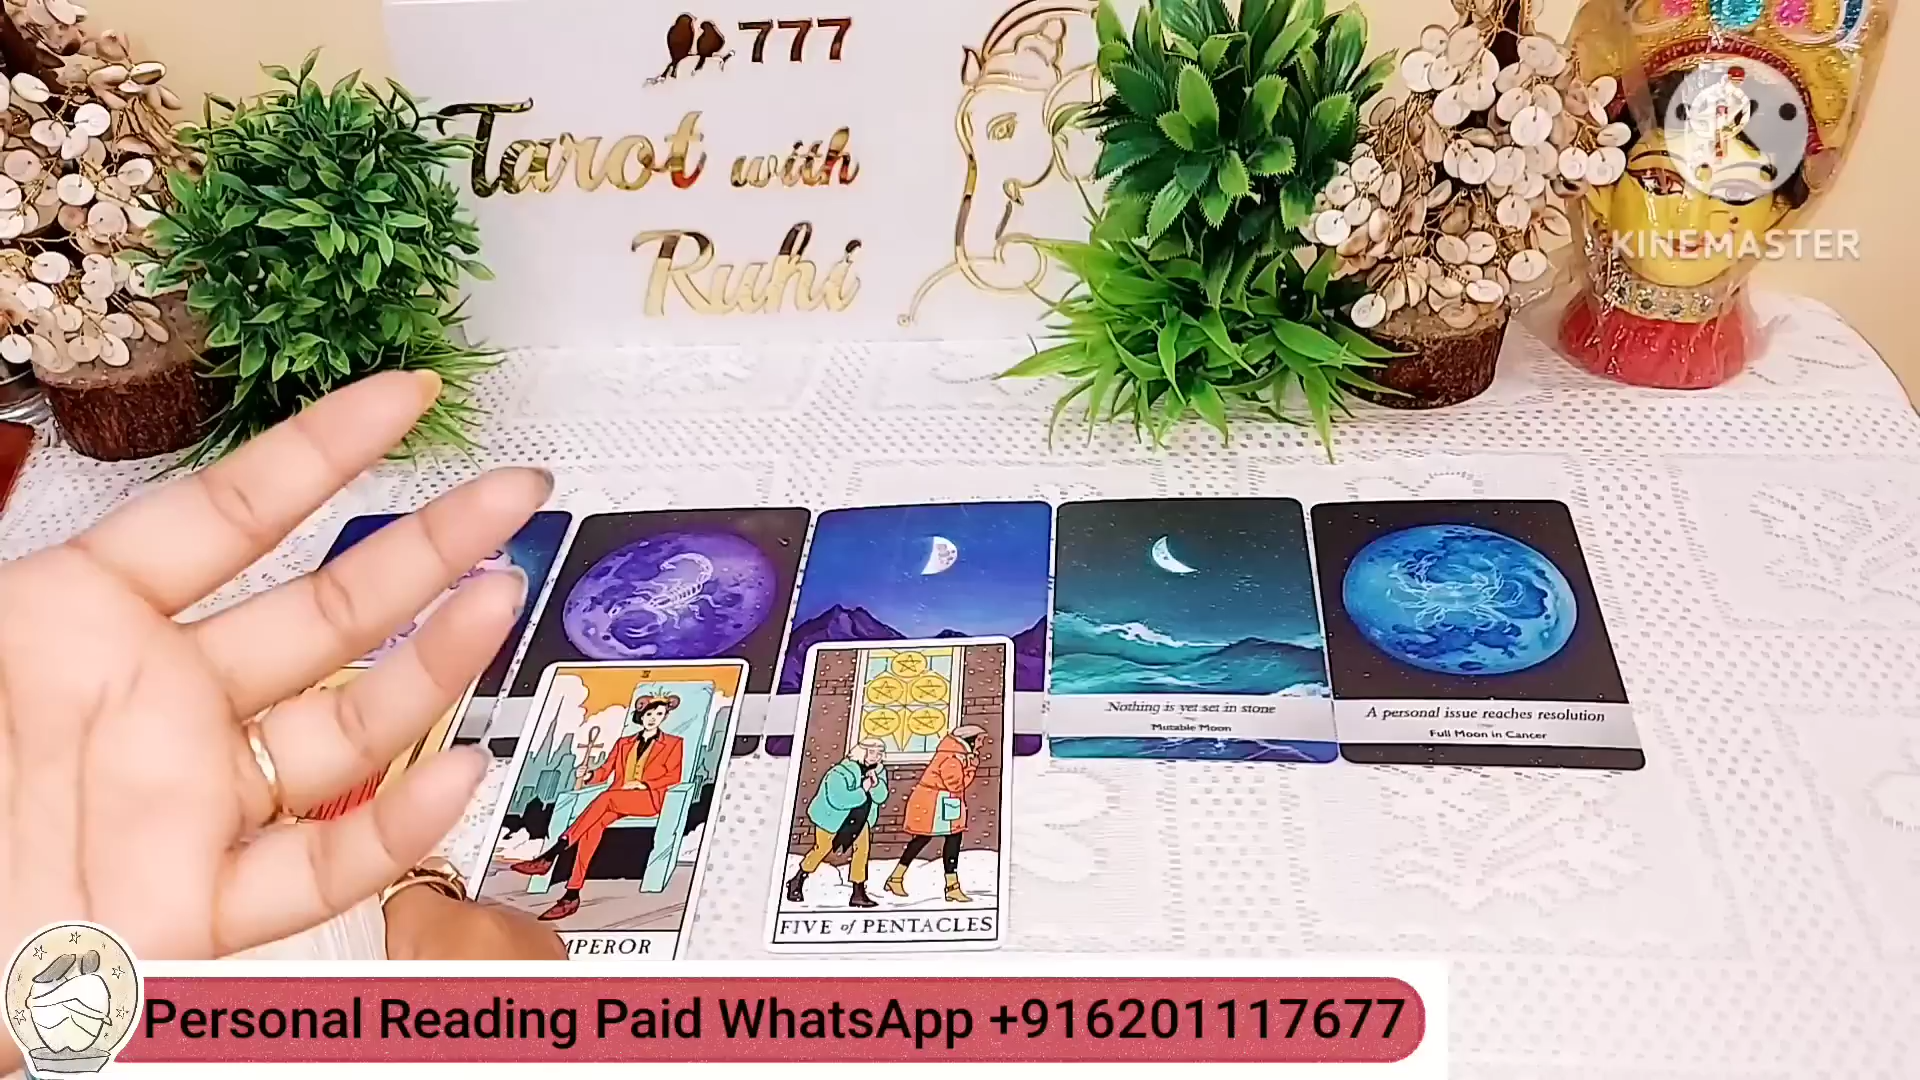 777
Tarot with
Ruhi
KINEMASTER
Nothing is yet set in stone
Mutable Moon
A personal issue reaches resolution
Full Moon in Cancer
MPEROR
FIVE of PENTACLES
Personal Reading Paid WhatsApp +916201117677